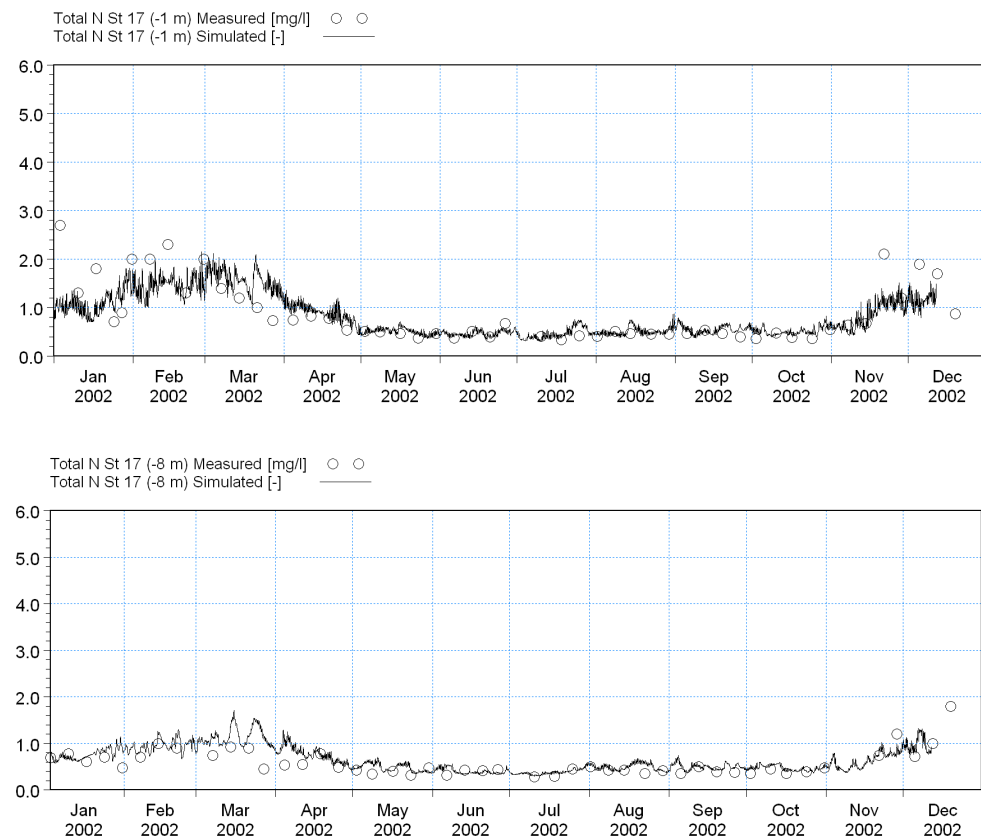 Total N St 17 (-1 m) Measured [mg/l]
Total N St 17 (-1 m) Simulated [-]
6.0
5.0
4.0
3.0
2.0
1.0
0.0
Jan Feb Mar Apr May Jun Jul Aug Sep Oct Nov Dec
2002 2002 2002 2002 2002 2002 2002 2002 2002 2002 2002 2002
Total N St 17 (-8 m) Measured [mg/l]
Total N St 17 (-8 m) Simulated [-]
6.0
5.0
4.0
3.0
2.0
1.0
0.0
Jan Feb Mar Apr May Jun Jul Aug Sep Oct Nov Dec
2002 2002 2002 2002 2002 2002 2002 2002 2002 2002 2002 2002